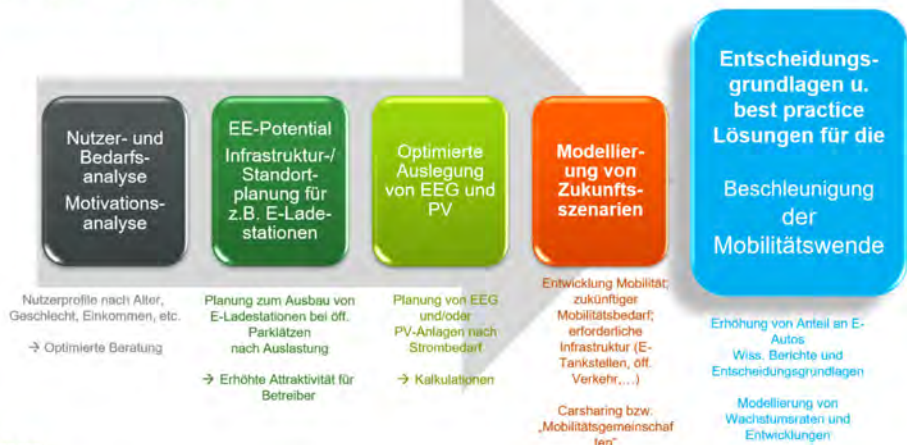 Nutzer- und
Bedarfs-
analyse
Motivations-
analyse
Nutzerprofile nach Alter,
Geschlecht, Einkommen, etc.
→ Optimierte Beratung
EE-Potential
Infrastruktur-/
Standort-
planung für
z.B. E-Lade-
stationen
Planung zum Ausbau von
E-Ladestationen bei öff.
Parklätzen
nach Auslastung
→ Erhöhte Attraktivität für
Betreiber
Optimierte
Auslegung
von EEG und
PV
Planung von EEG
und/oder
PV-Anlagen nach
Strombedarf
→ Kalkulationen
Modellier-
ung von
Zukunfts-
szenarien
Entwicklung Mobilität;
zukünftiger
Mobilitätsbedarf;
erforderliche
Infrastruktur (E-
Tankstellen, öff.
Verkehr,…)
Carsharing bzw.
„Mobilitätsgemeinschaf
ten"
Entscheidungs-
grundlagen u.
best practice
Lösungen für die
Beschleunigung
der
Mobilitätswende
Erhöhung von Anteil an E-
Autos
Wiss. Berichte und
Entscheidungsgrundlagen
Modellierung von
Wachstumsraten und
Entwicklungen